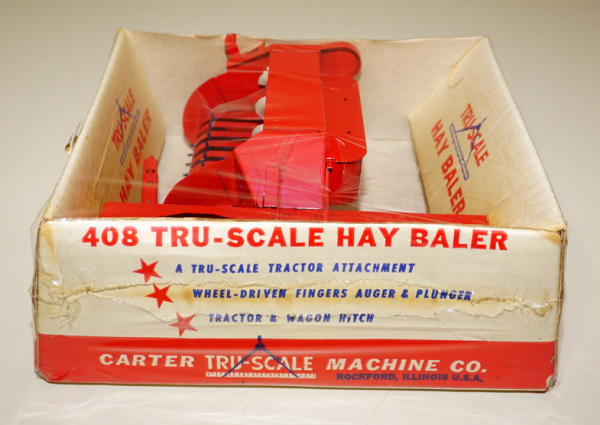 TRU-SCALE
HAY BALER
TRU-SCALE
HAY BALER
408 TRU-SCALE HAY BALER
A TRU-SCALE TRACTOR ATTACHMENT
WHEEL-DRIVEN FINGERS AUGER & PLUNGER
TRACTOR & WAGON HITCH
CARTER TRU-SCALE MACHINE CO.
ROCKFORD, ILLINOIS U.S.A.